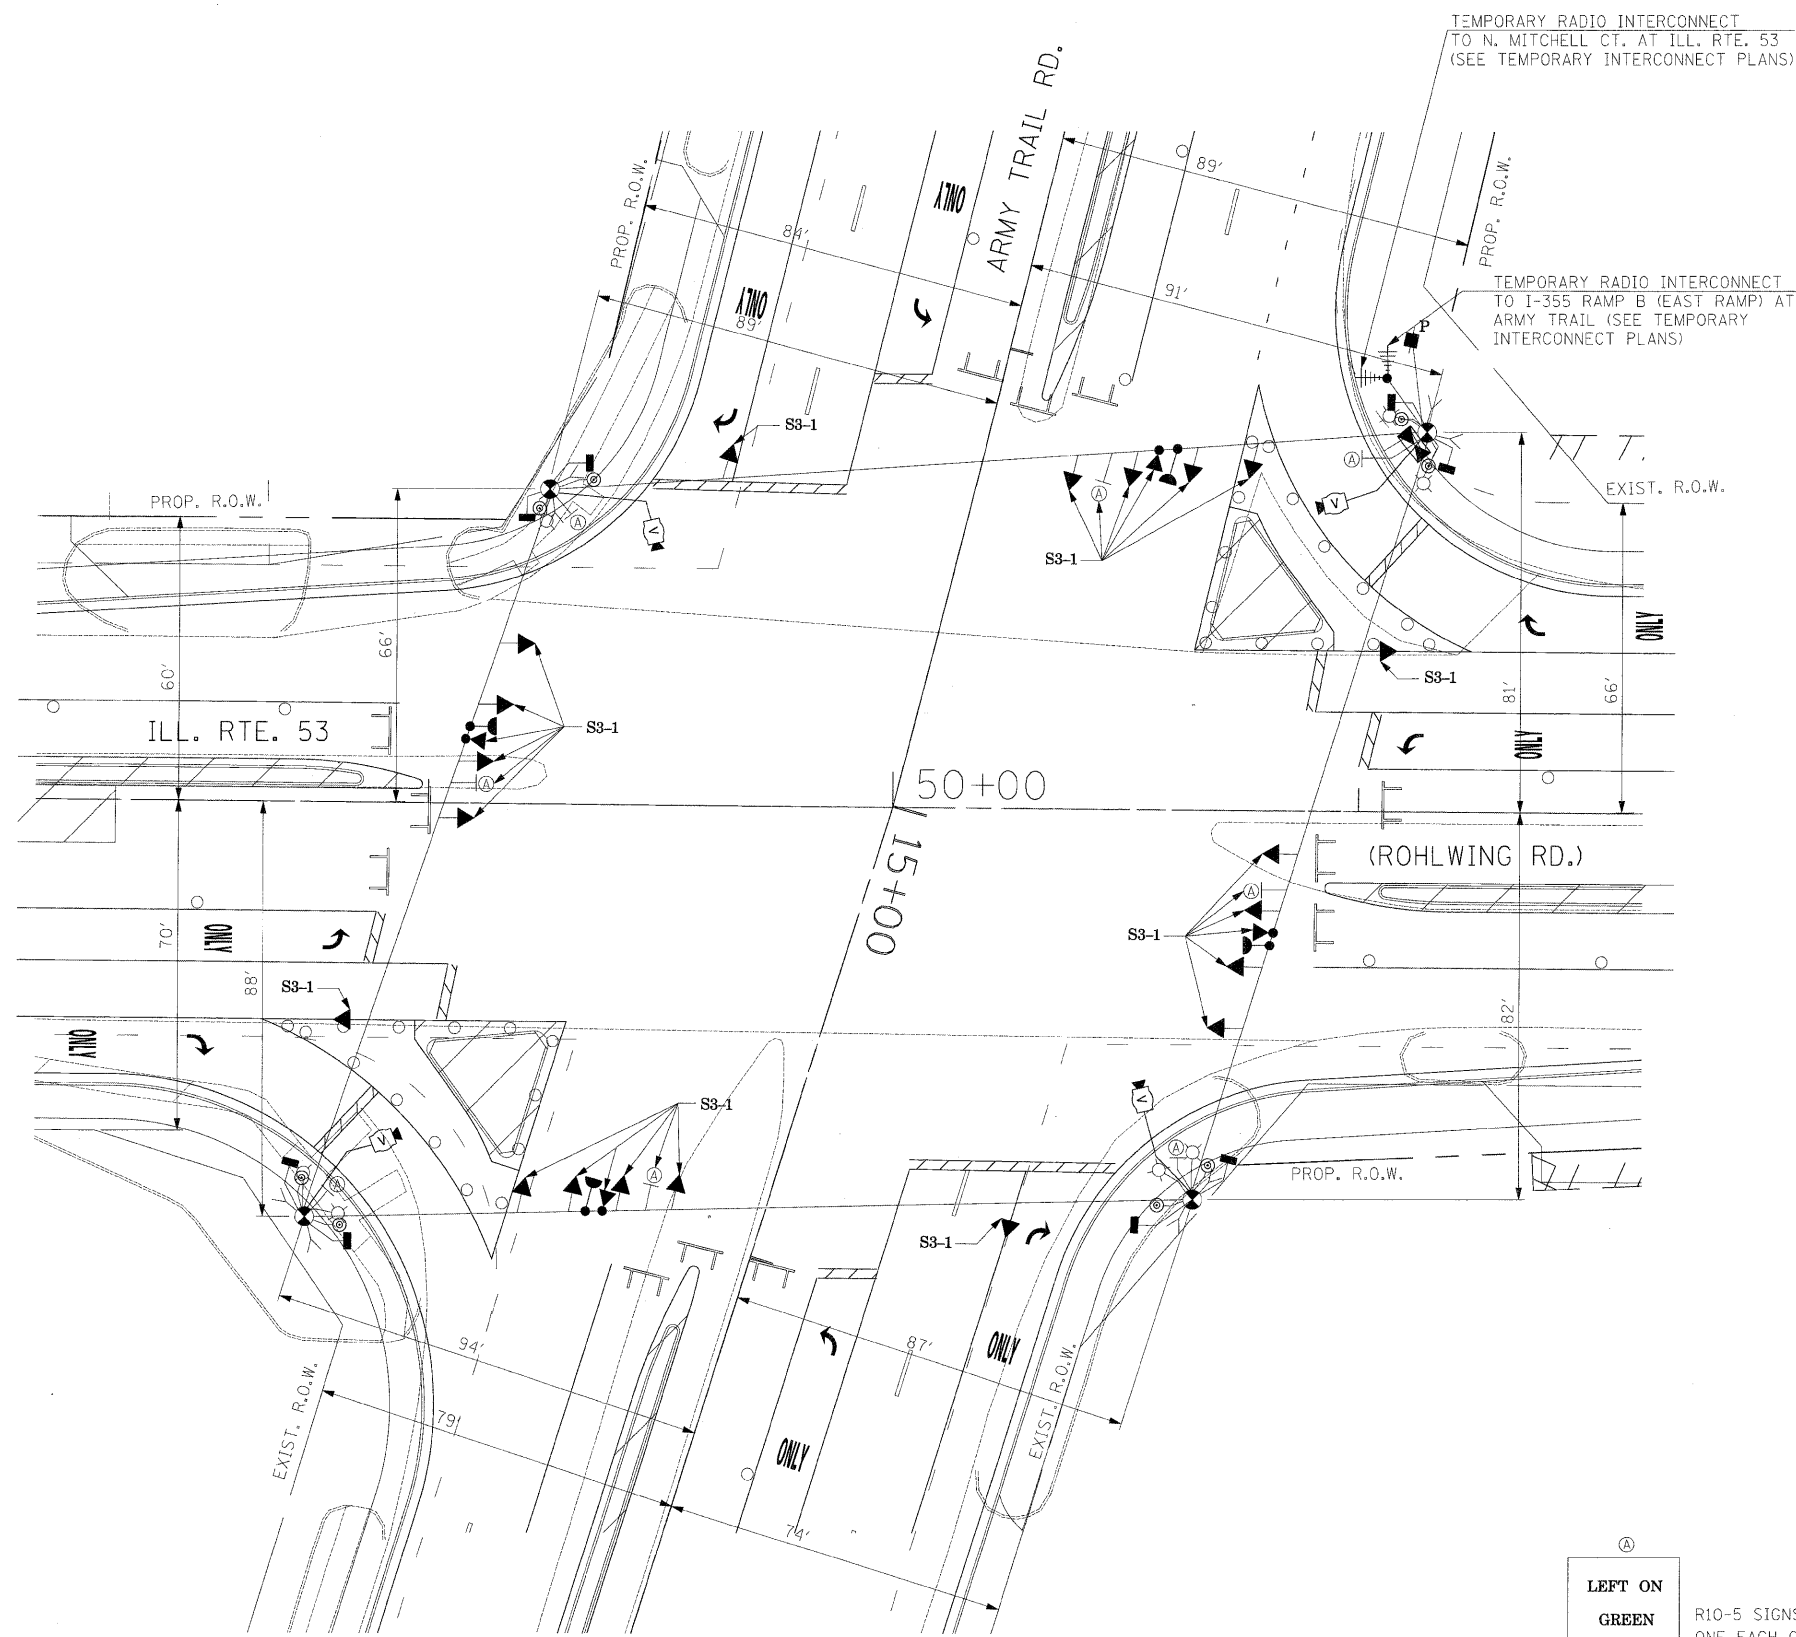 TEMPORARY RADIO INTERCONNECT
TO N. MITCHELL CT. AT ILL. RTE. 53
(SEE TEMPORARY INTERCONNECT PLANS)
ARMY TRAIL RD.
PROP. R.O.W.
ONLY
89'
PROP. R.O.W.
84'
91'
ONLY
89'
TEMPORARY RADIO INTERCONNECT
TO I-355 RAMP B (EAST RAMP) AT
ARMY TRAIL (SEE TEMPORARY
INTERCONNECT PLANS)
P
S3-1
A
EXIST. R.O.W.
PROP. R.O.W.
A
A
V
V
S3-1
66'
60'
ONLY
S3-1
81'
66'
ILL. RTE. 53
S3-1
ONLY
A
50+00
15+00
(ROHLWING RD.)
A
S3-1
70'
ONLY
88'
S3-1
82'
ONLY
V
S3-1
V
A
A
A
PROP. R.O.W.
S3-1
94'
87'
ONLY
EXIST. R.O.W.
79'
EXIST. R.O.W.
ONLY
74'
A
LEFT ON
GREEN
R10-5 SIGNS